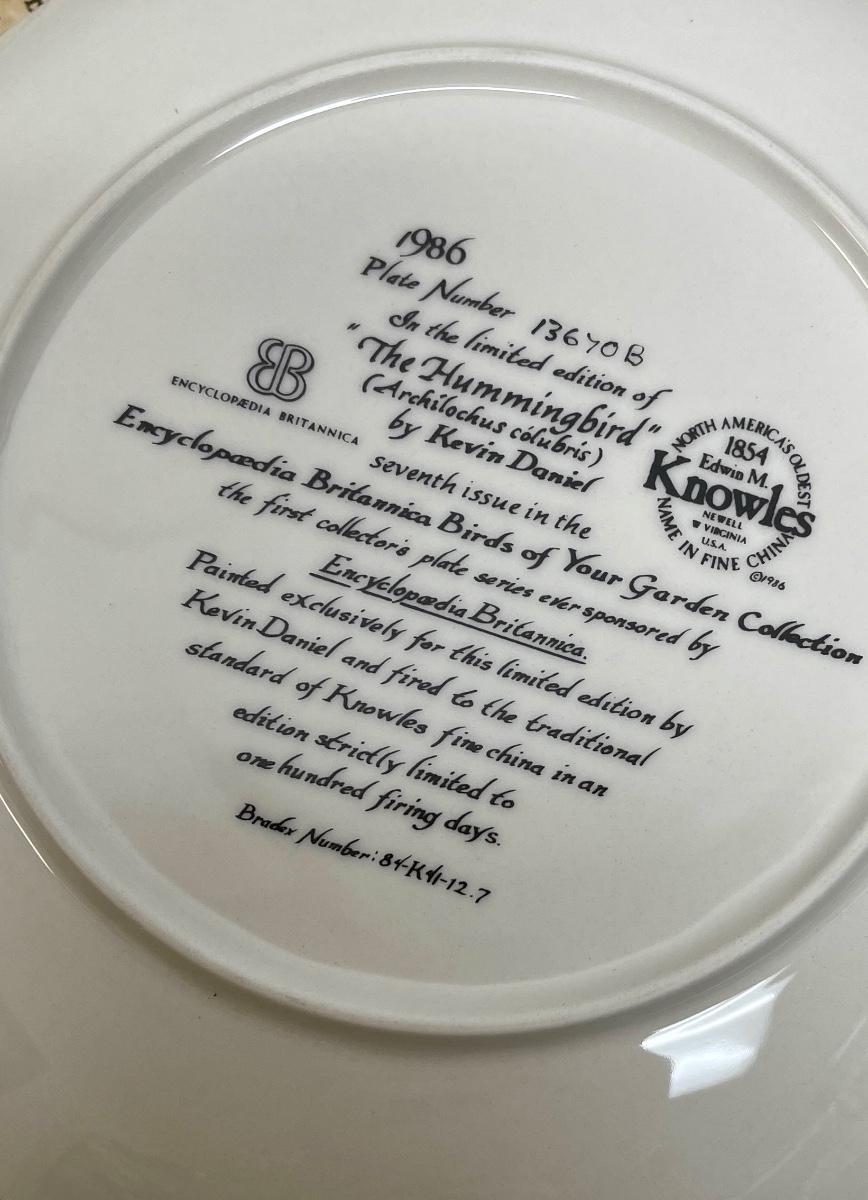 1986
Plate Number 13670B
In the limited edition of
"The Hummingbird"
(Archilochus colubris)
by Kevin Daniel
seventh issue in the
Encyclopædia Britannica Birds of Your Garden Collection
the first collector's plate series ever sponsored by
Encyclopædia Britannica.
Painted exclusively for this limited edition by
Kevin Daniel and fired to the traditional
standard of Knowles fine china in an
edition strictly limited to
one hundred firing days.
Bradex Number: 84-K41-12.7
EB
ENCYCLOPÆDIA BRITANNICA
NORTH AMERICA'S OLDEST
1854
Edwin M.
Knowles
NEWELL
W VIRGINIA
U.S.A.
NAME IN FINE CHINA
©1986